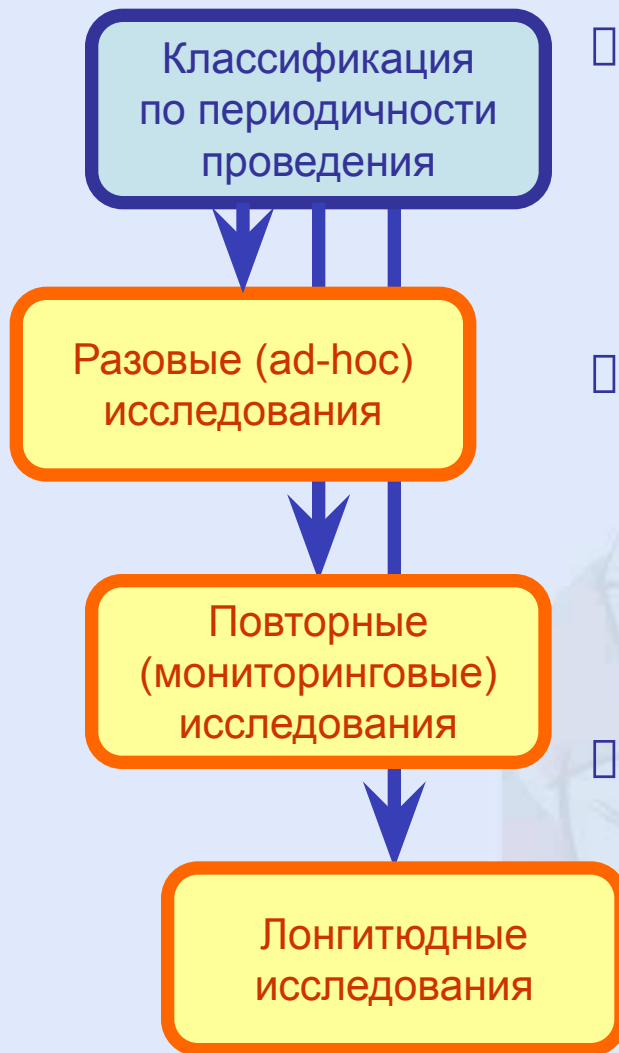 Классификация
по периодичности
проведения
Разовые (ad-hoc)
исследования
Повторные
(мониторинговые)
исследования
Лонгитюдные
исследования